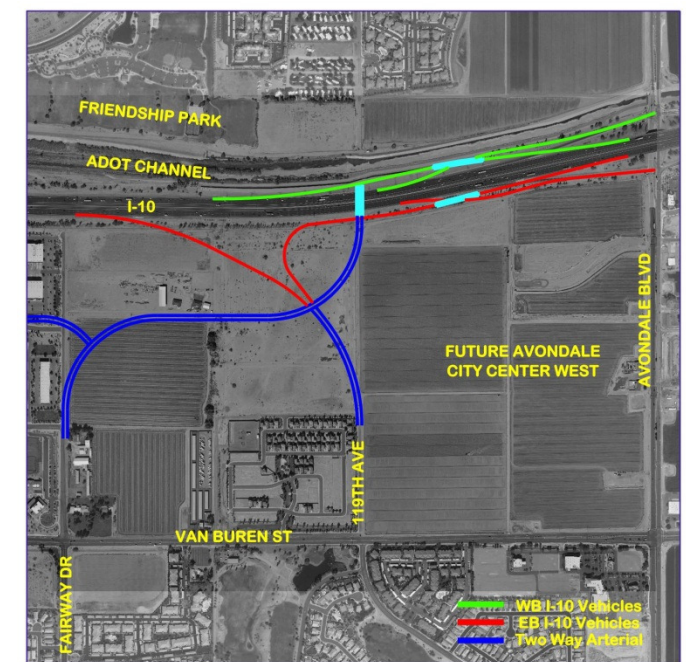 FRIENDSHIP PARK
ADOT CHANNEL
I-10
AVONDALE BLVD
FUTURE AVONDALE
CITY CENTER WEST
119TH AVE
VAN BUREN ST
FAIRWAY DR
WB I-10 Vehicles
EB I-10 Vehicles
Two Way Arterial